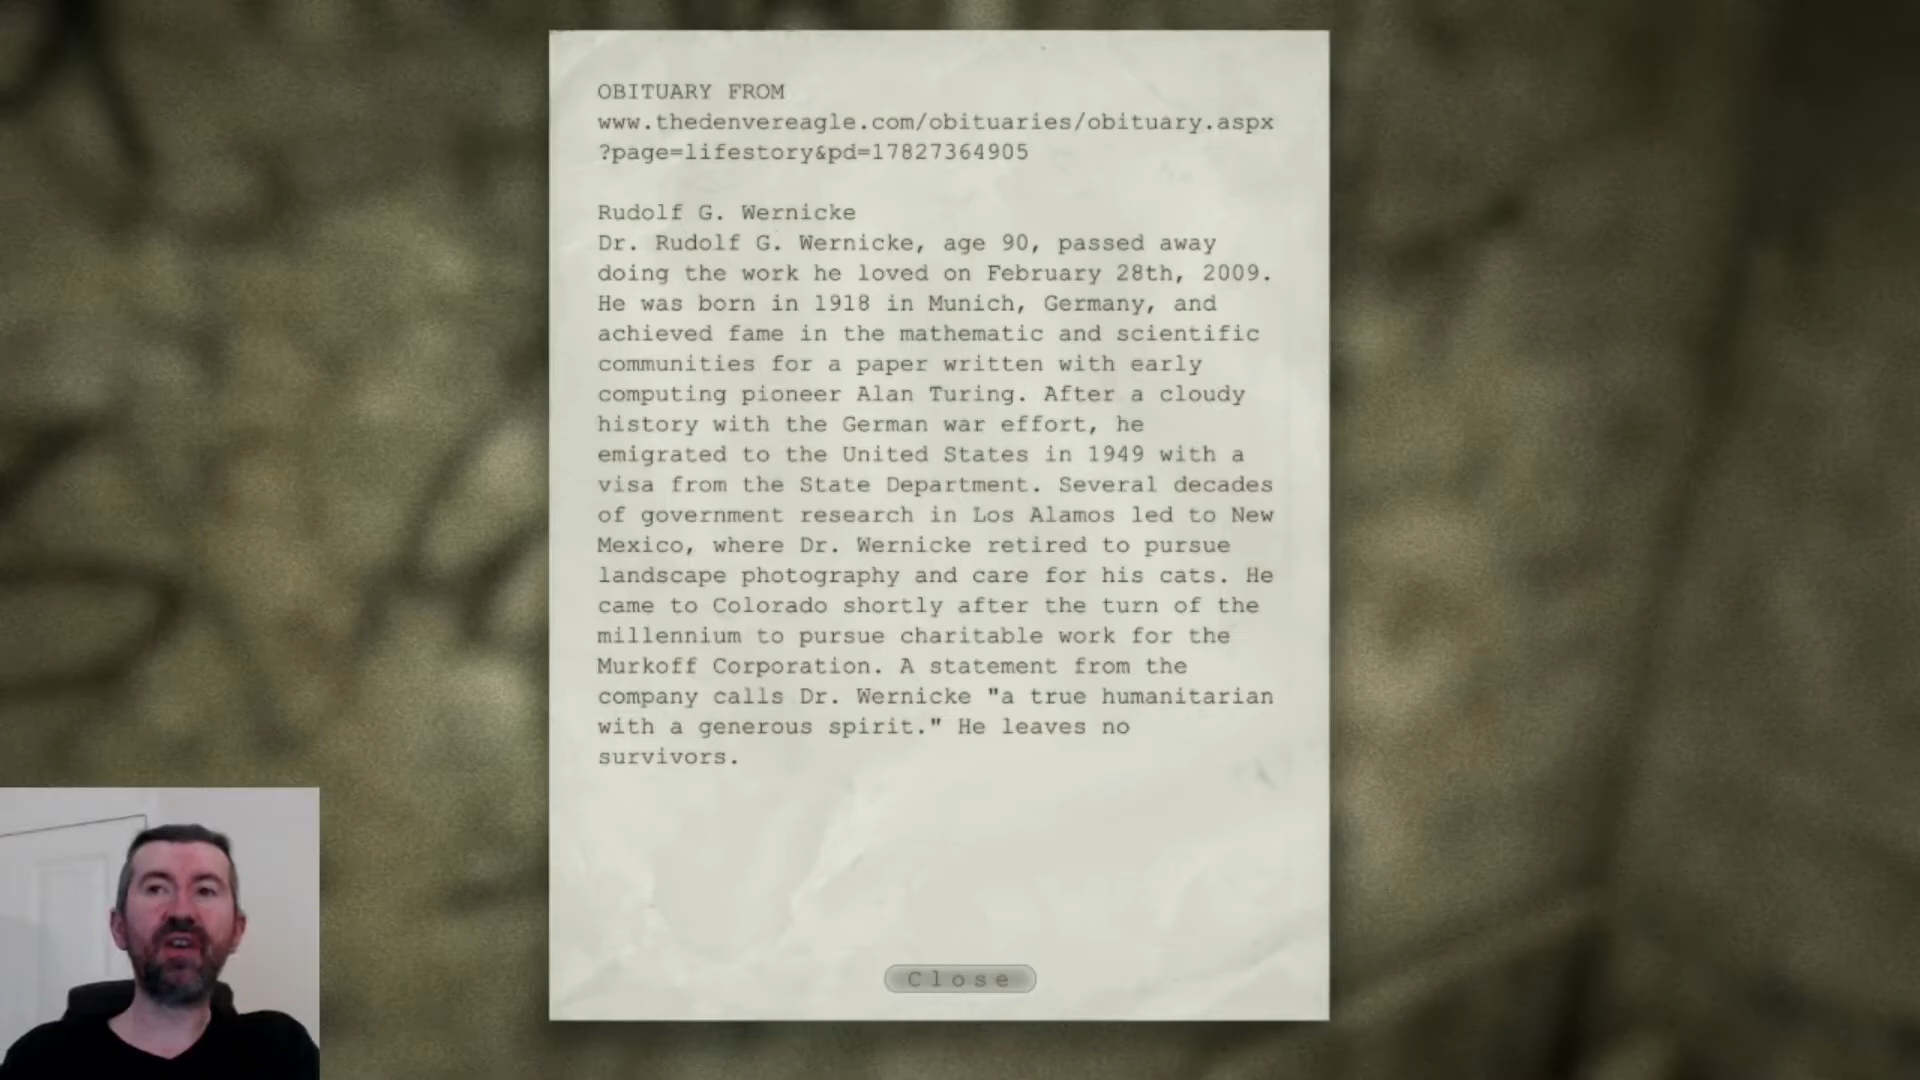 OBITUARY FROM
www.thedenvereagle.com/obituaries/obituary.aspx
?page=lifestory&pd=17827364905
Rudolf G. Wernicke
Dr. Rudolf G. Wernicke, age 90, passed away
doing the work he loved on February 28th, 2009.
He was born in 1918 in Munich, Germany, and
achieved fame in the mathematic and scientific
communities for a paper written with early
computing pioneer Alan Turing. After a cloudy
history with the German war effort, he
emigrated to the United States in 1949 with a
visa from the State Department. Several decades
of government research in Los Alamos led to New
Mexico, where Dr. Wernicke retired to pursue
landscape photography and care for his cats. He
came to Colorado shortly after the turn of the
millennium to pursue charitable work for the
Murkoff Corporation. A statement from the
company calls Dr. Wernicke "a true humanitarian
with a generous spirit." He leaves no
survivors.
Close